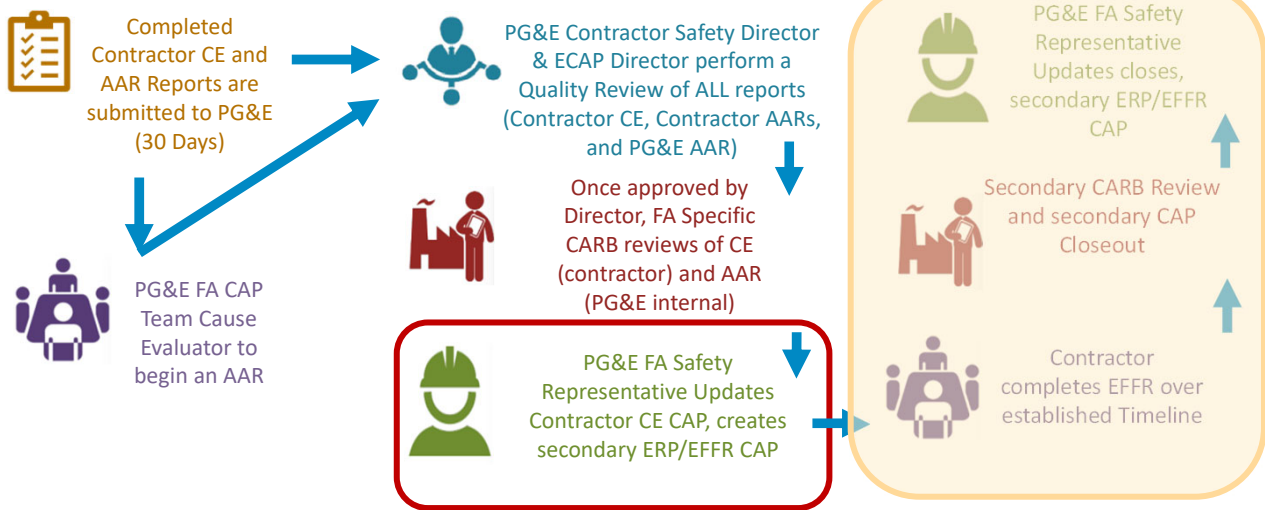 Completed
Contractor CE and
AAR Reports are
submitted to PG&E
(30 Days)
PG&E FA CAP
Team Cause
Evaluator to
begin an AAR
PG&E Contractor Safety Director
& ECAP Director perform a
Quality Review of ALL reports
(Contractor CE, Contractor AARs,
and PG&E AAR)
Once approved by
Director, FA Specific
CARB reviews of CE
(contractor) and AAR
(PG&E internal)
PG&E FA Safety
Representative Updates
Contractor CE CAP, creates
secondary ERP/EFFR CAP
Contractor
completes EFFR over
established Timeline
Secondary CARB Review
and secondary CAP
Closeout
PG&E FA Safety
Representative
Updates closes,
secondary ERP/EFFR
CAP